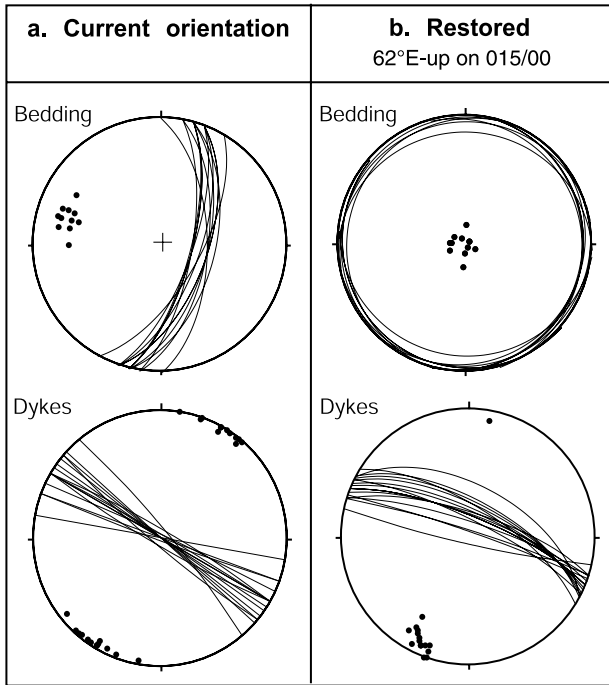 a. Current orientation
b. Restored
62°E-up on 015/00
Bedding
Bedding
Dykes
Dykes